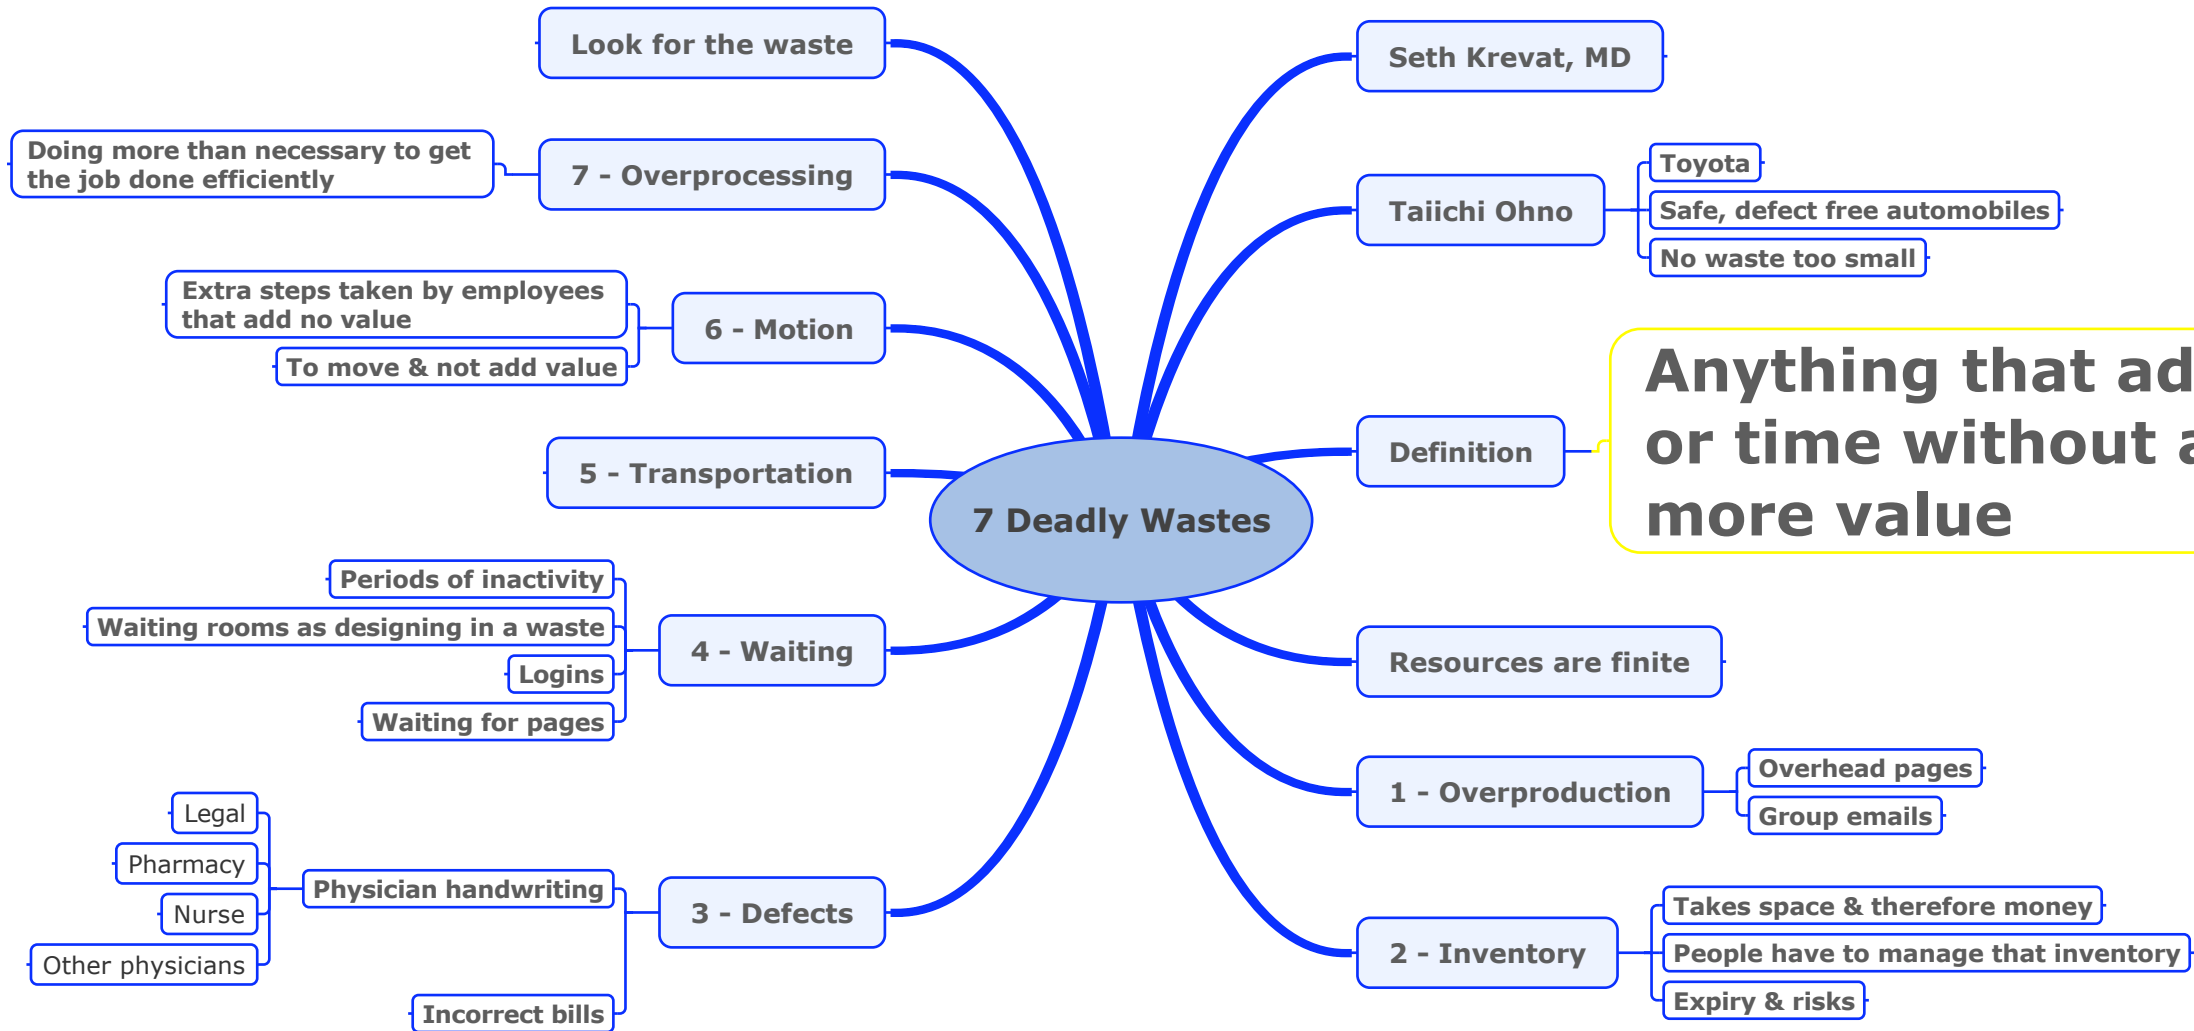 7 Deadly Wastes
Seth Krevat, MD
Taiichi Ohno
Toyota
Safe, defect free automobiles
No waste too small
Definition
Anything that
or time without
more value
Resources are finite
1 - Overproduction
Overhead pages
Group emails
2 - Inventory
Takes space & therefore money
People have to manage that inventory
Expiry & risks
3 - Defects
Physician handwriting
Legal
Pharmacy
Nurse
Other physicians
Incorrect bills
4 - Waiting
Periods of inactivity
Waiting rooms as designing in a waste
Logins
Waiting for pages
5 - Transportation
6 - Motion
Extra steps taken by employees
that add no value
To move & not add value
7 - Overprocessing
Doing more than necessary to get
the job done efficiently
Look for the waste